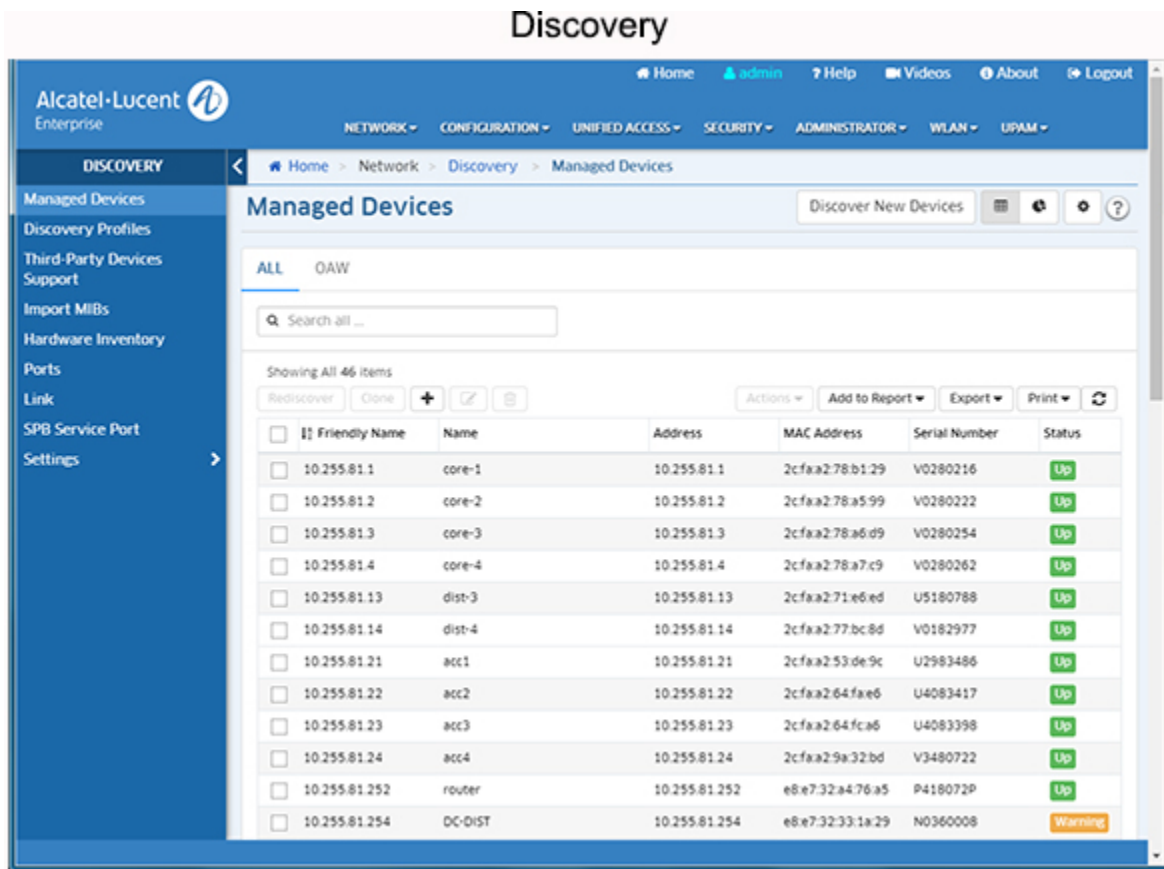 Discovery
Home admin ? Help Videos About Logout
Alcatel·Lucent
Enterprise
NETWORK CONFIGURATION UNIFIED ACCESS SECURITY ADMINISTRATOR WLAN UPAM
DISCOVERY
Managed Devices
Discovery Profiles
Third-Party Devices
Support
Import MIBs
Hardware Inventory
Ports
Link
SPB Service Port
Settings
Home > Network > Discovery > Managed Devices
Managed Devices
Discover New Devices ?
ALL OAW
Search all ...
Showing All 46 items
Rediscover Clone + Actions Add to Report Export Print
Friendly Name Name Address MAC Address Serial Number Status
10.255.81.1 core-1 10.255.81.1 2c:fa:a2:78:b1:29 V0280216 Up
10.255.81.2 core-2 10.255.81.2 2c:fa:a2:78:a5:99 V0280222 Up
10.255.81.3 core-3 10.255.81.3 2c:fa:a2:78:a6:d9 V0280254 Up
10.255.81.4 core-4 10.255.81.4 2c:fa:a2:78:a7:c9 V0280262 Up
10.255.81.13 dist-3 10.255.81.13 2c:fa:a2:71:e6:ed U5180788 Up
10.255.81.14 dist-4 10.255.81.14 2c:fa:a2:77:bc:8d V0182977 Up
10.255.81.21 acc1 10.255.81.21 2c:fa:a2:53:de:9c U2983486 Up
10.255.81.22 acc2 10.255.81.22 2c:fa:a2:64:fa:e6 U4083417 Up
10.255.81.23 acc3 10.255.81.23 2c:fa:a2:64:fc:a6 U4083398 Up
10.255.81.24 acc4 10.255.81.24 2c:fa:a2:9a:32:bd V3480722 Up
10.255.81.252 router 10.255.81.252 e8:e7:32:a4:76:a5 P418072P Up
10.255.81.254 DC-DIST 10.255.81.254 e8:e7:32:33:1a:29 N0360008 Warning